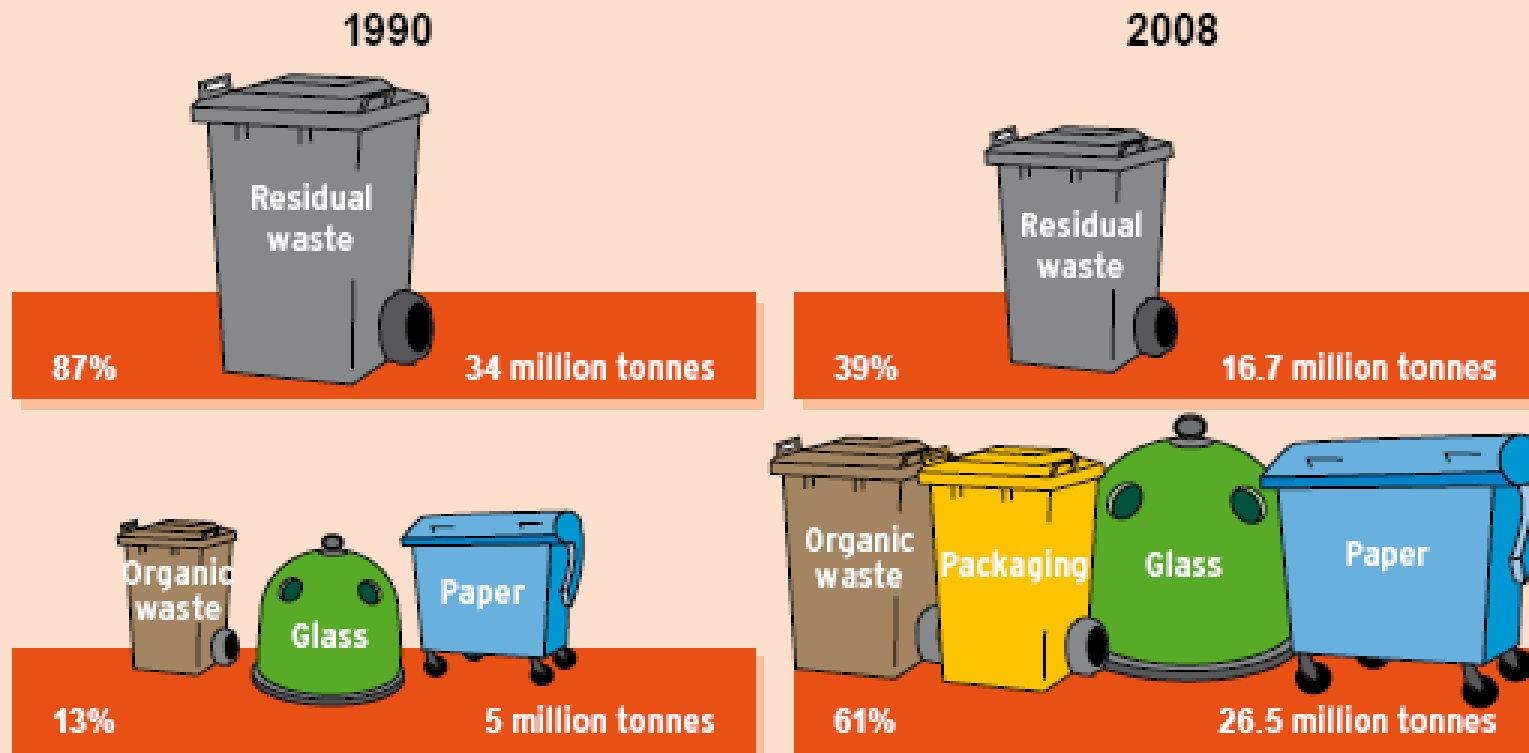 1990
Residual
waste
87%
34 million tonnes
Organic
waste
Glass
Paper
13%
5 million tonnes
2008
Residual
waste
39%
16.7 million tonnes
Organic
waste
Packaging
Glass
Paper
61%
26.5 million tonnes